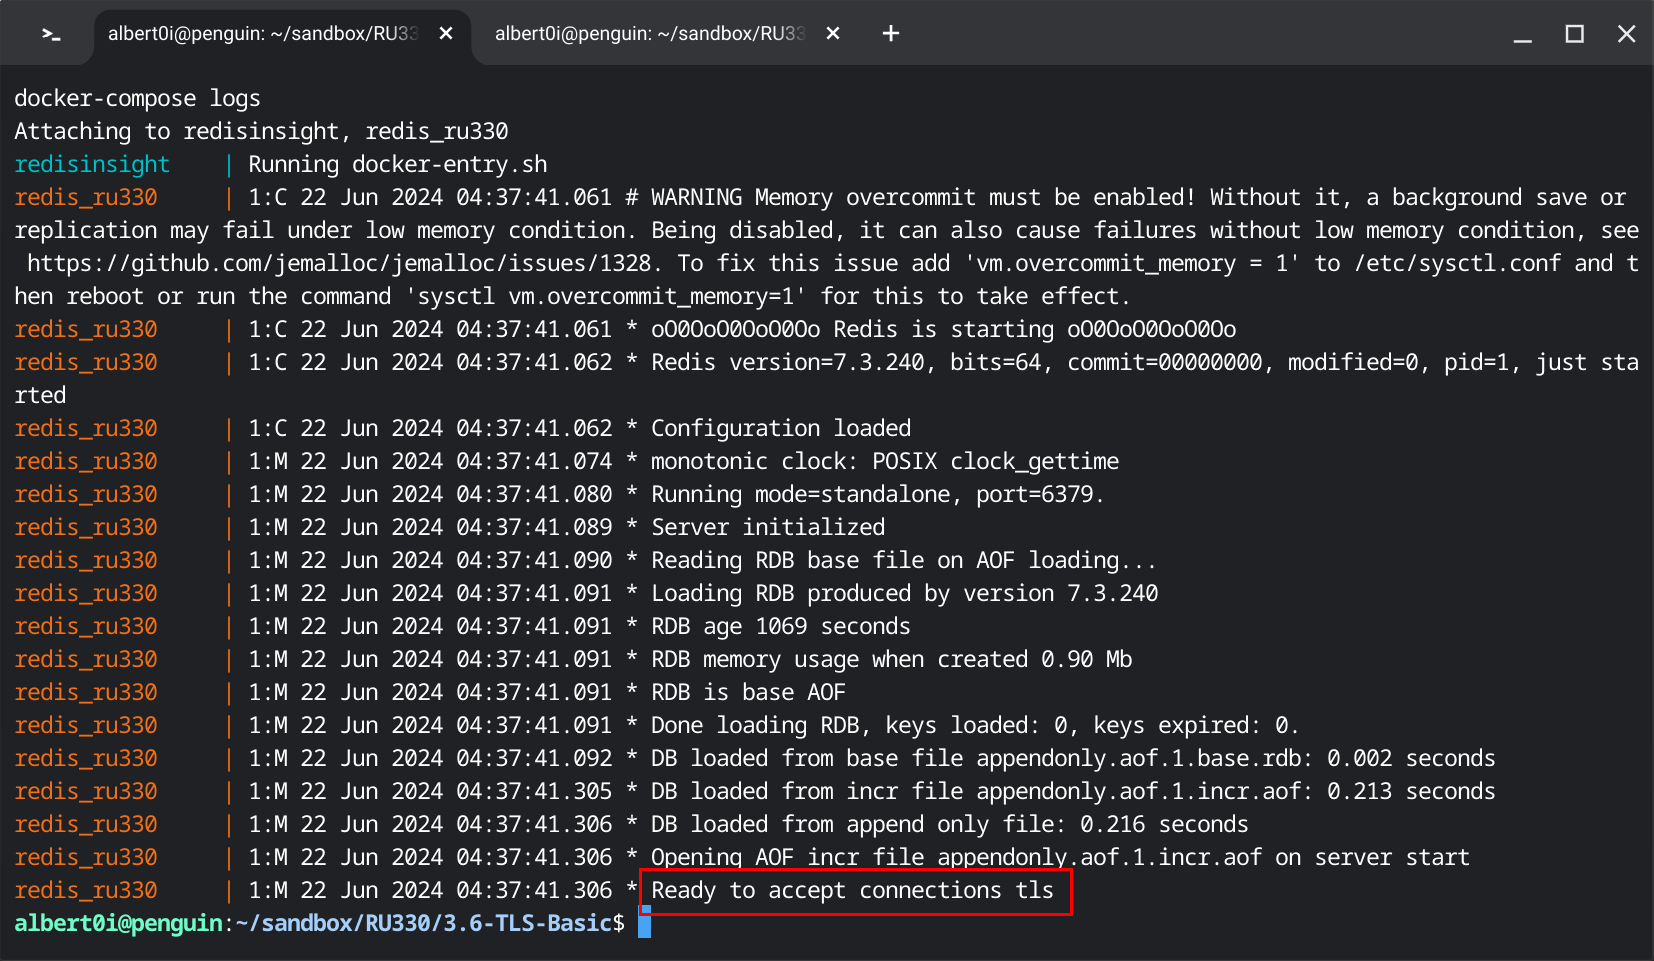 albert0i@penguin: ~/sandbox/RU33
albert0i@penguin: ~/sandbox/RU33
docker-compose logs
Attaching to redisinsight, redis_ru330
redisinsight    | Running docker-entry.sh
redis_ru330     | 1:C 22 Jun 2024 04:37:41.061 # WARNING Memory overcommit must be enabled! Without it, a background save or
replication may fail under low memory condition. Being disabled, it can also cause failures without low memory condition, see
 https://github.com/jemalloc/jemalloc/issues/1328. To fix this issue add 'vm.overcommit_memory = 1' to /etc/sysctl.conf and t
hen reboot or run the command 'sysctl vm.overcommit_memory=1' for this to take effect.
redis_ru330     | 1:C 22 Jun 2024 04:37:41.061 * oO0OoO0OoO0Oo Redis is starting oO0OoO0OoO0Oo
redis_ru330     | 1:C 22 Jun 2024 04:37:41.062 * Redis version=7.3.240, bits=64, commit=00000000, modified=0, pid=1, just sta
rted
redis_ru330     | 1:C 22 Jun 2024 04:37:41.062 * Configuration loaded
redis_ru330     | 1:M 22 Jun 2024 04:37:41.074 * monotonic clock: POSIX clock_gettime
redis_ru330     | 1:M 22 Jun 2024 04:37:41.080 * Running mode=standalone, port=6379.
redis_ru330     | 1:M 22 Jun 2024 04:37:41.089 * Server initialized
redis_ru330     | 1:M 22 Jun 2024 04:37:41.090 * Reading RDB base file on AOF loading...
redis_ru330     | 1:M 22 Jun 2024 04:37:41.091 * Loading RDB produced by version 7.3.240
redis_ru330     | 1:M 22 Jun 2024 04:37:41.091 * RDB age 1069 seconds
redis_ru330     | 1:M 22 Jun 2024 04:37:41.091 * RDB memory usage when created 0.90 Mb
redis_ru330     | 1:M 22 Jun 2024 04:37:41.091 * RDB is base AOF
redis_ru330     | 1:M 22 Jun 2024 04:37:41.091 * Done loading RDB, keys loaded: 0, keys expired: 0.
redis_ru330     | 1:M 22 Jun 2024 04:37:41.092 * DB loaded from base file appendonly.aof.1.base.rdb: 0.002 seconds
redis_ru330     | 1:M 22 Jun 2024 04:37:41.305 * DB loaded from incr file appendonly.aof.1.incr.aof: 0.213 seconds
redis_ru330     | 1:M 22 Jun 2024 04:37:41.306 * DB loaded from append only file: 0.216 seconds
redis_ru330     | 1:M 22 Jun 2024 04:37:41.306 * Opening AOF incr file appendonly.aof.1.incr.aof on server start
redis_ru330     | 1:M 22 Jun 2024 04:37:41.306 * Ready to accept connections tls
albert0i@penguin:~/sandbox/RU330/3.6-TLS-Basic$